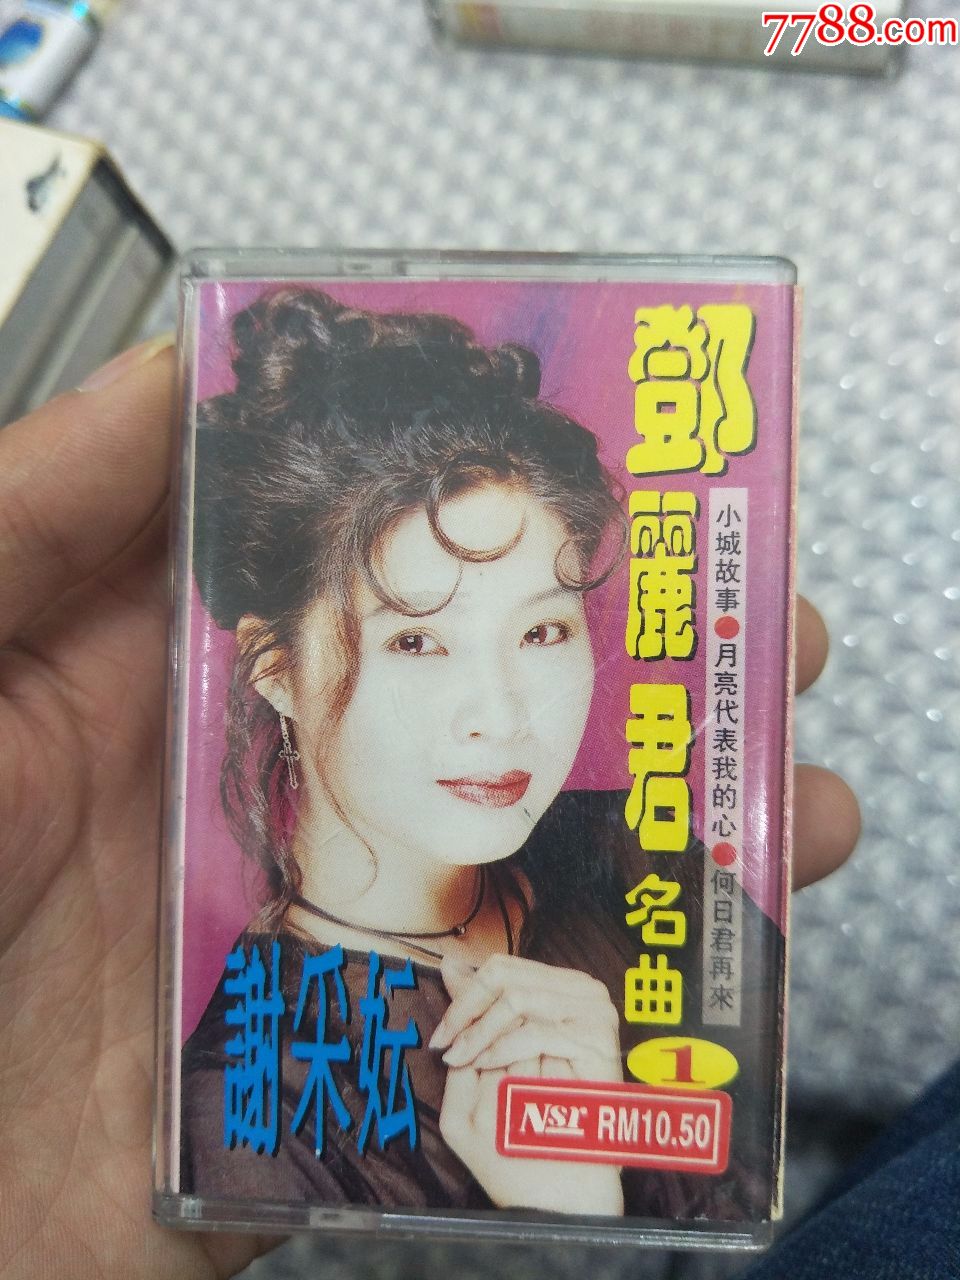 7788.com
鄧麗君名曲
1
小城故事●月亮代表我的心●何日君再來
謝采妘
Nsr RM10.50